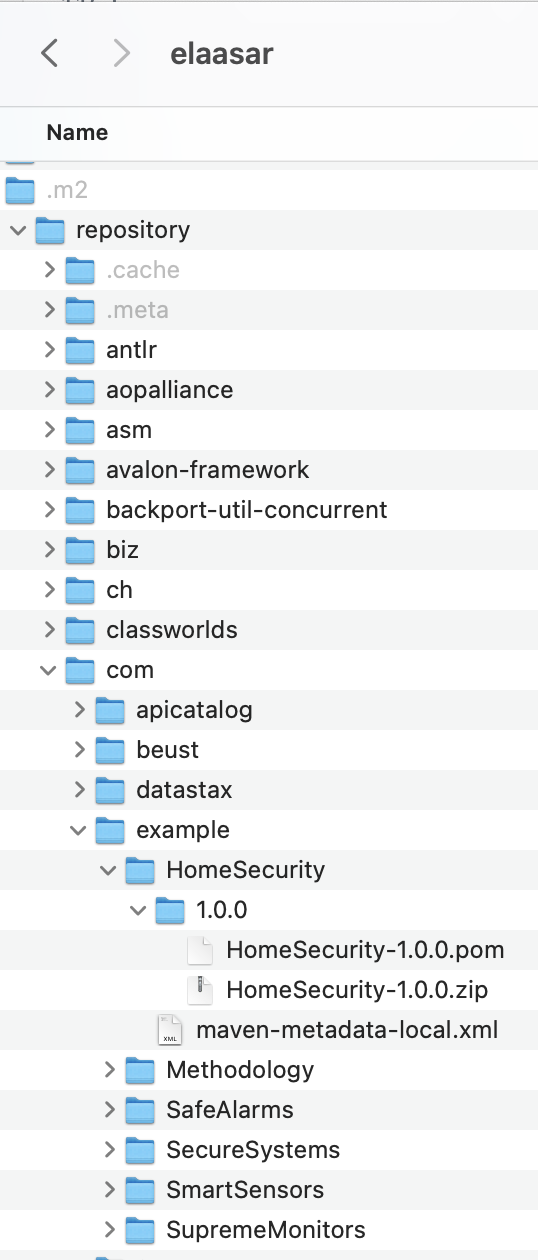 elaasar
Name
.m2
repository
.cache
.meta
antlr
aopalliance
asm
avalon-framework
backport-util-concurrent
biz
ch
classworlds
com
apicatalog
beust
datastax
example
HomeSecurity
1.0.0
HomeSecurity-1.0.0.pom
HomeSecurity-1.0.0.zip
XML
maven-metadata-local.xml
Methodology
SafeAlarms
SecureSystems
SmartSensors
SupremeMonitors